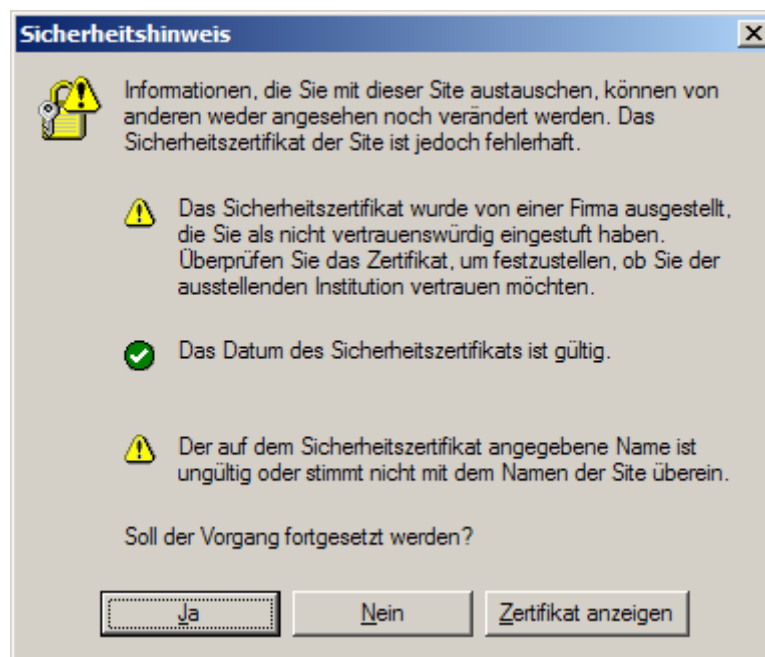 Sicherheitshinweis
Informationen, die Sie mit dieser Site austauschen, können von
anderen weder angesehen noch verändert werden. Das
Sicherheitszertifikat der Site ist jedoch fehlerhaft.
Das Sicherheitszertifikat wurde von einer Firma ausgestellt,
die Sie als nicht vertrauenswürdig eingestuft haben.
Überprüfen Sie das Zertifikat, um festzustellen, ob Sie der
ausstellenden Institution vertrauen möchten.
Das Datum des Sicherheitszertifikats ist gültig.
Der auf dem Sicherheitszertifikat angegebene Name ist
ungültig oder stimmt nicht mit dem Namen der Site überein.
Soll der Vorgang fortgesetzt werden?
Ja Nein Zertifikat anzeigen